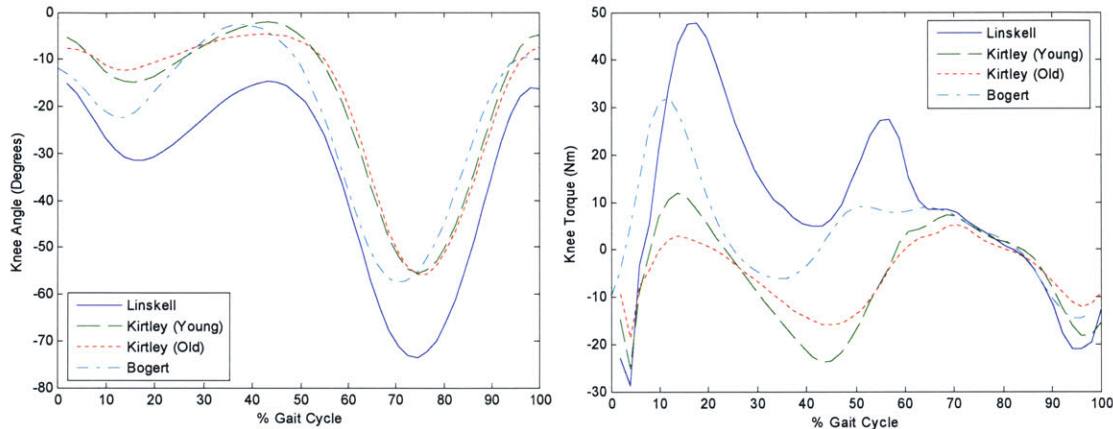 0
-10
-20
-30
-40
-50
-60
-70
-80
Knee Angle (Degrees)
Linskell
Kirtley (Young)
Kirtley (Old)
Bogert
0 10 20 30 40 50 60 70 80 90 100
% Gait Cycle
50
40
30
20
10
0
-10
-20
-30
Knee Torque (Nm)
Linskell
Kirtley (Young)
Kirtley (Old)
Bogert
0 10 20 30 40 50 60 70 80 90 100
% Gait Cycle